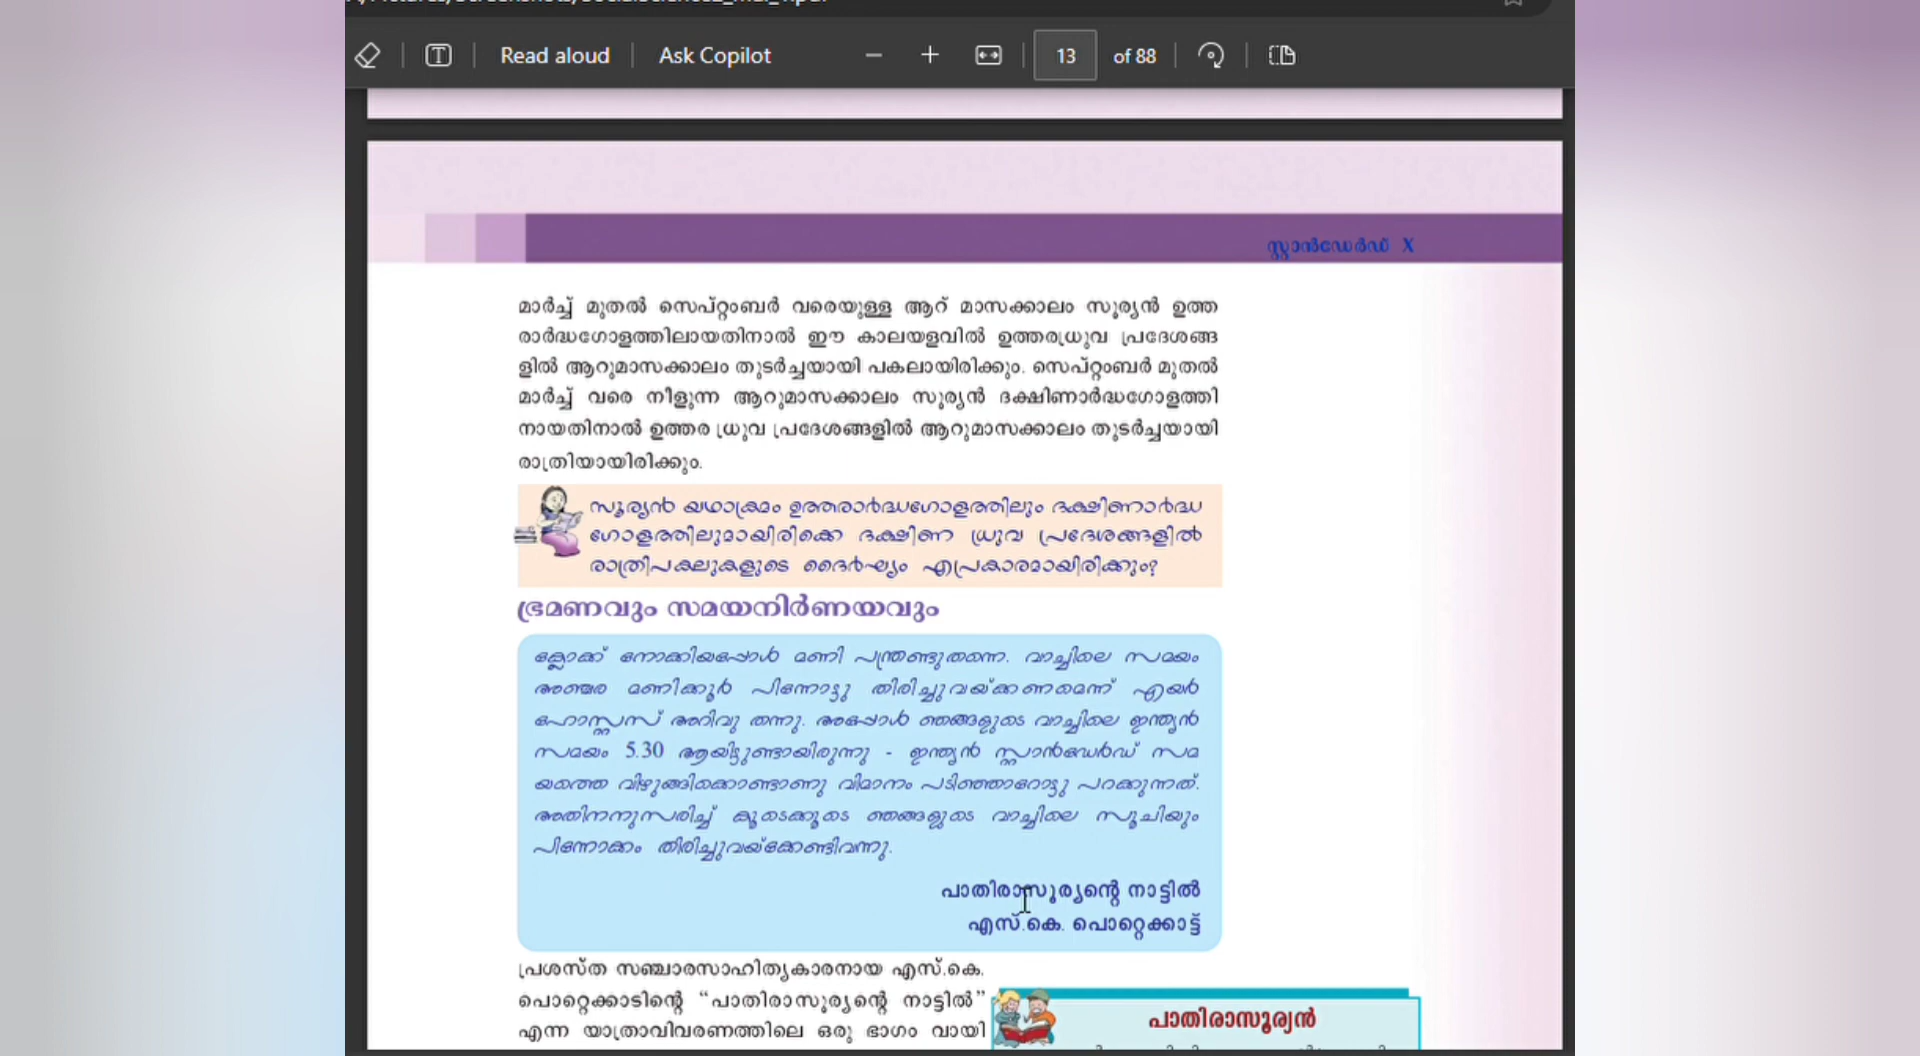 Read aloud
Ask Copilot
13 of 88
സ്റ്റാൻഡേർഡ് X
മാർച്ച് മുതൽ സെപ്റ്റംബർ വരെയുള്ള ആറ് മാസക്കാലം സൂര്യൻ ഉത്ത
രാർദ്ധഗോളത്തിലായതിനാൽ ഈ കാലയളവിൽ ഉത്തരധ്രുവ പ്രദേശങ്ങ
ളിൽ ആറുമാസക്കാലം തുടർച്ചയായി പകലായിരിക്കും. സെപ്റ്റംബർ മുതൽ
മാർച്ച് വരെ നീളുന്ന ആറുമാസക്കാലം സൂര്യൻ ദക്ഷിണാർദ്ധഗോളത്തി
നായതിനാൽ ഉത്തര ധ്രുവ പ്രദേശങ്ങളിൽ ആറുമാസക്കാലം തുടർച്ചയായി
രാത്രിയായിരിക്കും.
സൂര്യൻ യഥാക്രമം ഉത്തരാർദ്ധഗോളത്തിലും ദക്ഷിണാർദ്ധ
ഗോളത്തിലുമായിരിക്കെ ദക്ഷിണ ധ്രുവ പ്രദേശങ്ങളിൽ
രാത്രിപകലുകളുടെ ദൈർഘ്യം എപ്രകാരമായിരിക്കും?
ഭ്രമണവും സമയനിർണയവും
ക്ലോക്ക് നോക്കിയപ്പോൾ മണി പന്ത്രണ്ടുതന്നെ. വാച്ചിലെ സമയം
അഞ്ചര മണിക്കൂർ പിന്നോട്ടു തിരിച്ചുവയ്ക്കണമെന്ന് എയർ
ഹോസ്റ്റസ് അറിവു തന്നു. അപ്പോൾ ഞങ്ങളുടെ വാച്ചിലെ ഇന്ത്യൻ
സമയം 5.30 ആയിട്ടുണ്ടായിരുന്നു - ഇന്ത്യൻ സ്റ്റാൻഡേർഡ് സമ
യത്തെ വിഴുങ്ങിക്കൊണ്ടാണു വിമാനം പടിഞ്ഞാറോട്ടു പറക്കുന്നത്.
അതിനനുസരിച്ച് കൂടെക്കൂടെ ഞങ്ങളുടെ വാച്ചിലെ സൂചിയും
പിന്നോക്കം തിരിച്ചുവയ്ക്കേണ്ടിവന്നു.
പാതിരാസൂര്യന്റെ നാട്ടിൽ
എസ്.കെ. പൊറ്റെക്കാട്ട്
പ്രശസ്ത സഞ്ചാരസാഹിത്യകാരനായ എസ്.കെ.
പൊറ്റെക്കാടിന്റെ “പാതിരാസൂര്യന്റെ നാട്ടിൽ”
എന്ന യാത്രാവിവരണത്തിലെ ഒരു ഭാഗം വായി
പാതിരാസൂര്യൻ